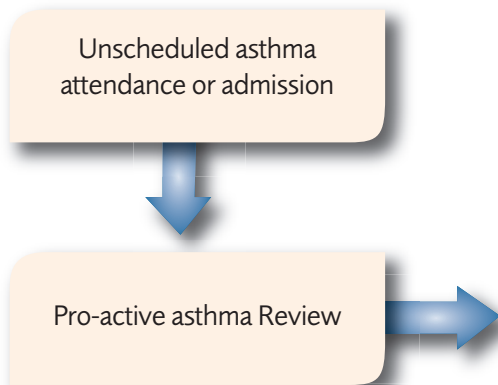 Unscheduled asthma
attendance or admission
Pro-active asthma Review